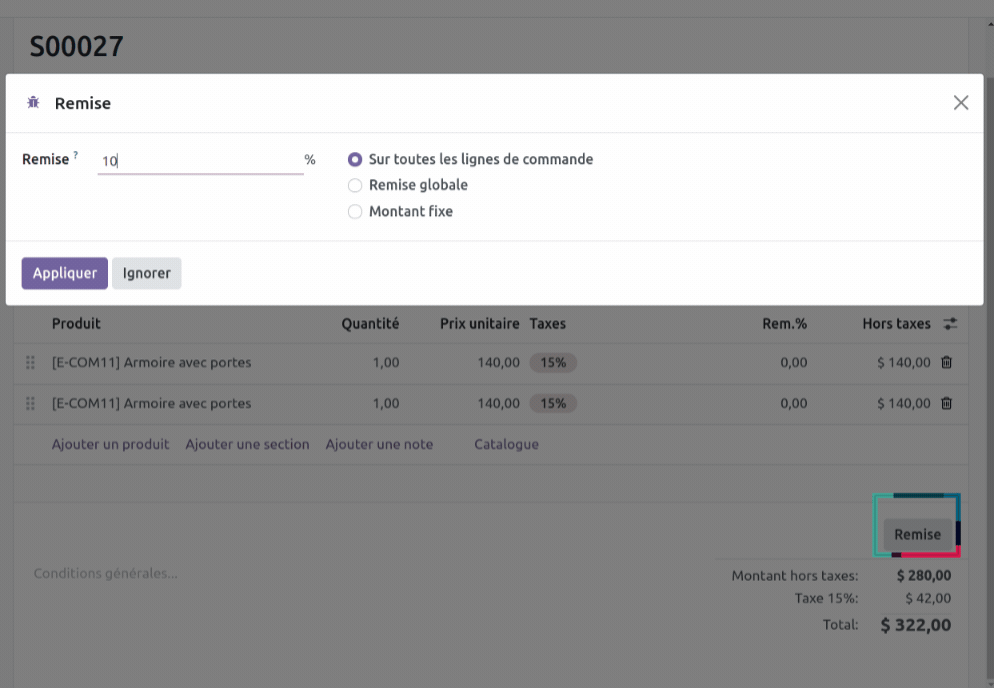 S00027
Remise
Remise ? 10 % Sur toutes les lignes de commande
Remise globale
Montant fixe
Appliquer Ignorer
Produit Quantité Prix unitaire Taxes Rem.% Hors taxes
[E-COM11] Armoire avec portes 1,00 140,00 15% 0,00 $ 140,00
[E-COM11] Armoire avec portes 1,00 140,00 15% 0,00 $ 140,00
Ajouter un produit Ajouter une section Ajouter une note Catalogue
Remise
Conditions générales...
Montant hors taxes: $ 280,00
Taxe 15%: $ 42,00
Total: $ 322,00